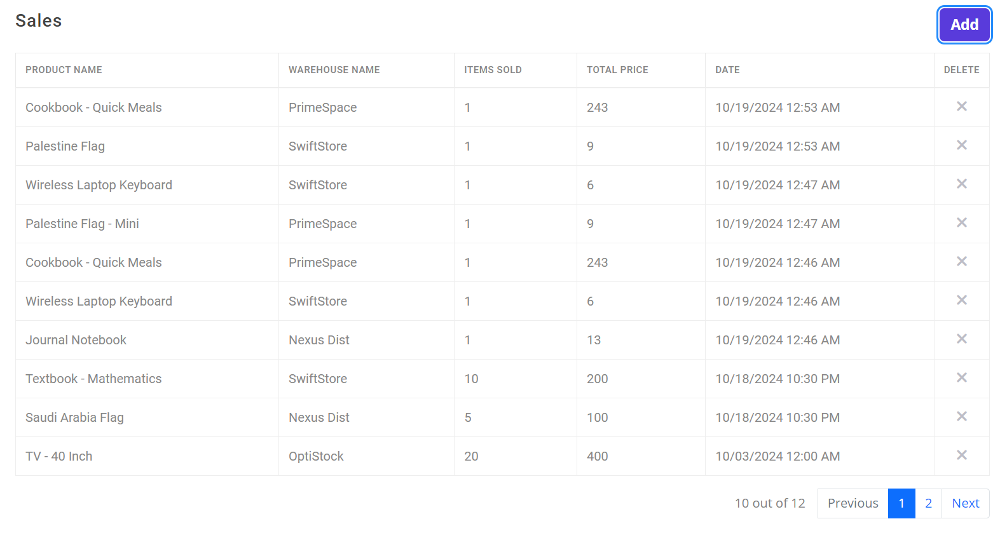 Sales
Add
PRODUCT NAME WAREHOUSE NAME ITEMS SOLD TOTAL PRICE DATE DELETE
Cookbook - Quick Meals PrimeSpace 1 243 10/19/2024 12:53 AM
Palestine Flag SwiftStore 1 9 10/19/2024 12:53 AM
Wireless Laptop Keyboard SwiftStore 1 6 10/19/2024 12:47 AM
Palestine Flag - Mini PrimeSpace 1 9 10/19/2024 12:47 AM
Cookbook - Quick Meals PrimeSpace 1 243 10/19/2024 12:46 AM
Wireless Laptop Keyboard SwiftStore 1 6 10/19/2024 12:46 AM
Journal Notebook Nexus Dist 1 13 10/19/2024 12:46 AM
Textbook - Mathematics SwiftStore 10 200 10/18/2024 10:30 PM
Saudi Arabia Flag Nexus Dist 5 100 10/18/2024 10:30 PM
TV - 40 Inch OptiStock 20 400 10/03/2024 12:00 AM
10 out of 12 Previous 1 2 Next